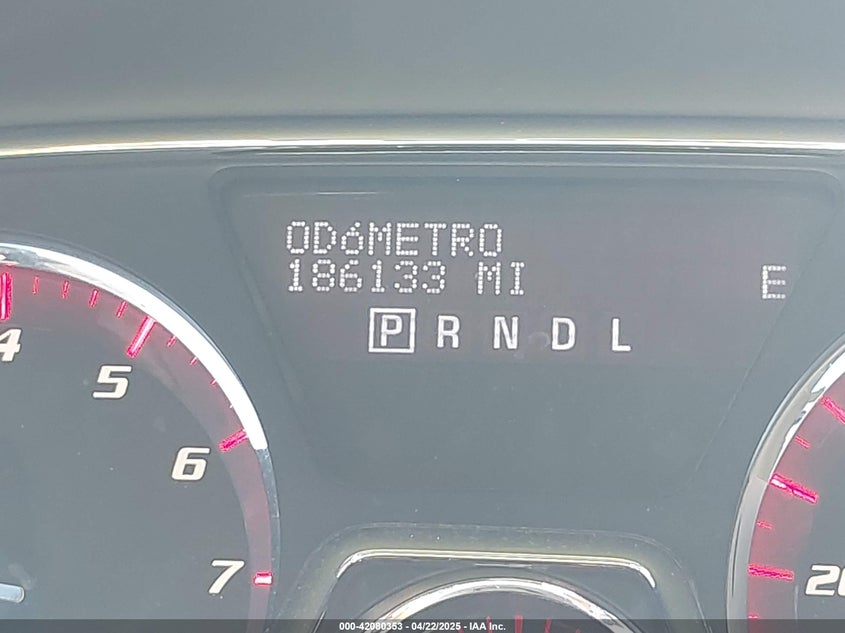 ODóMETRO
186133 MI
E
P R N D L
4
5
6
7
20
000-42080353 - 04/22/2025 - IAA Inc.